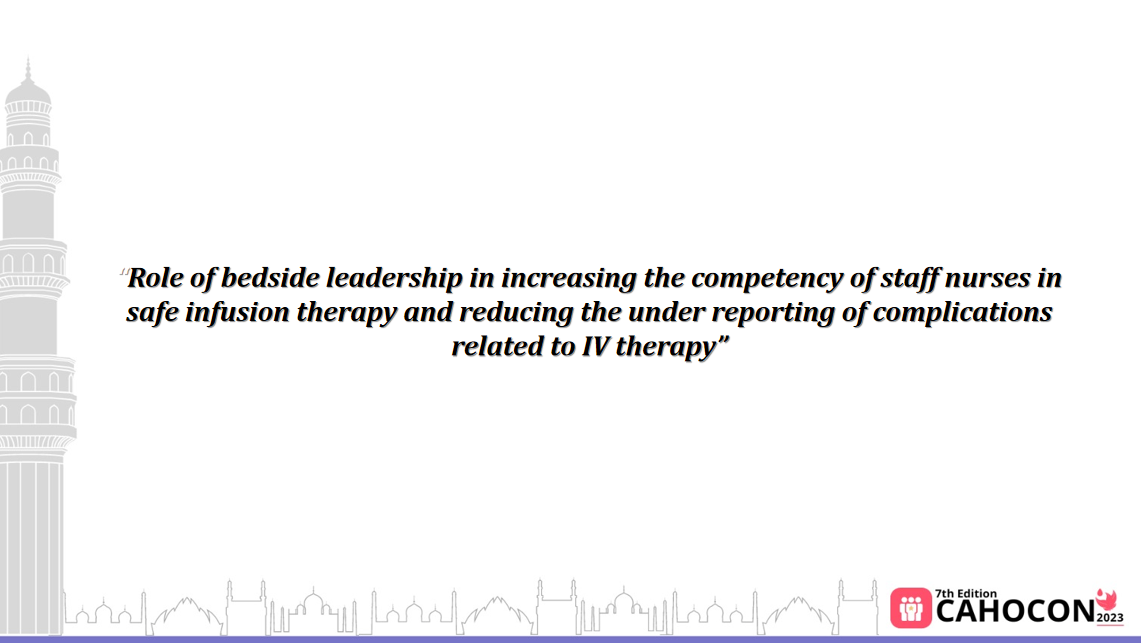 “Role of bedside leadership in increasing the competency of staff nurses in
safe infusion therapy and reducing the under reporting of complications
related to IV therapy”
7th Edition
CAHOCON
2023